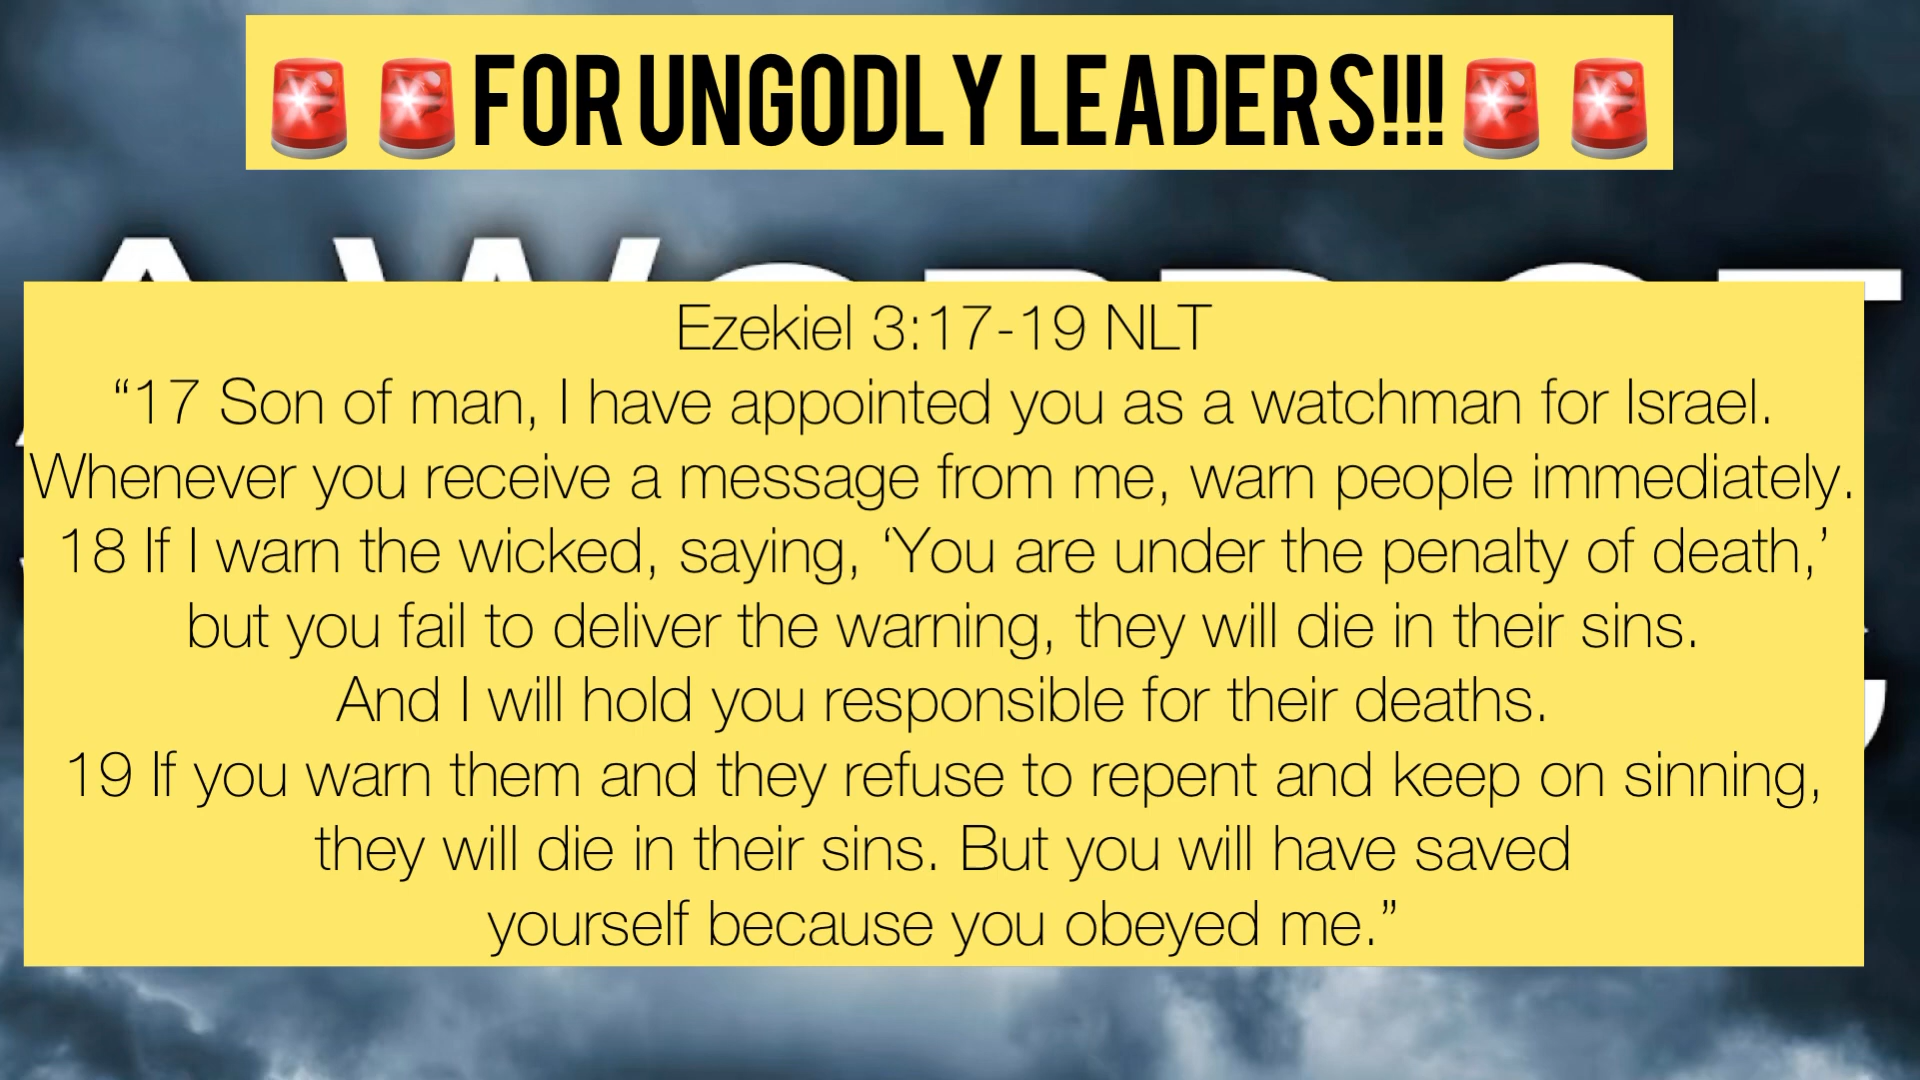 🚨🚨FOR UNGODLY LEADERS!!!🚨🚨
Ezekiel 3:17-19 NLT
“17 Son of man, I have appointed you as a watchman for Israel.
Whenever you receive a message from me, warn people immediately.
18 If I warn the wicked, saying, ‘You are under the penalty of death,’
but you fail to deliver the warning, they will die in their sins.
And I will hold you responsible for their deaths.
19 If you warn them and they refuse to repent and keep on sinning,
they will die in their sins. But you will have saved
yourself because you obeyed me.”